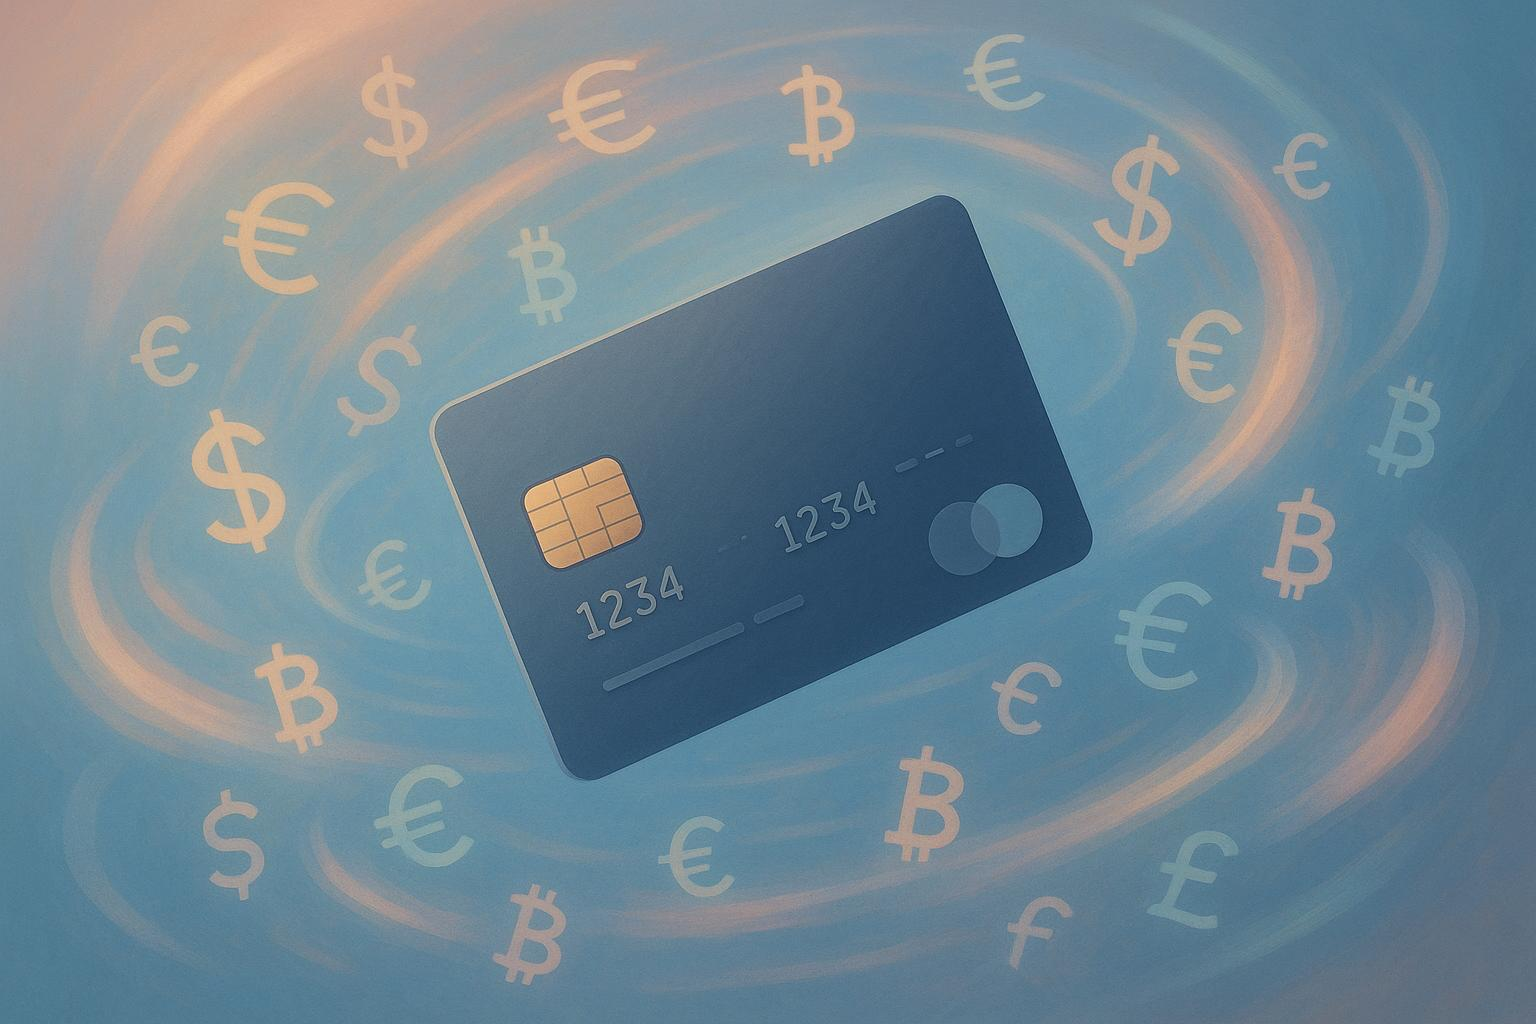 $ € ₿ €
€ ₿ $ €
€ $ €
$ ₿
€ ₿
1234 1234
₿ € €
$ € € ₿ £
₿ f